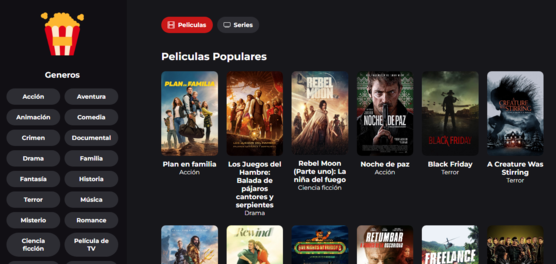 Peliculas
Series
Generos
Acción
Aventura
Animación
Comedia
Crimen
Documental
Drama
Familia
Fantasía
Historia
Terror
Música
Misterio
Romance
Ciencia
ficción
Película de
TV
Peliculas Populares
PLAN EN FAMILIA
REBEL
MOON
NOCHE DE PAZ
BLACK FRIDAY
CREATURE
WAS STIRRING
Plan en familia
Acción
Los Juegos del
Hambre:
Balada de
pájaros
cantores y
serpientes
Drama
Rebel Moon
(Parte uno): La
niña del fuego
Ciencia ficción
Noche de paz
Acción
Black Friday
Terror
A Creature Was
Stirring
Terror
Rewind
RETUMBAR
FREELANCE